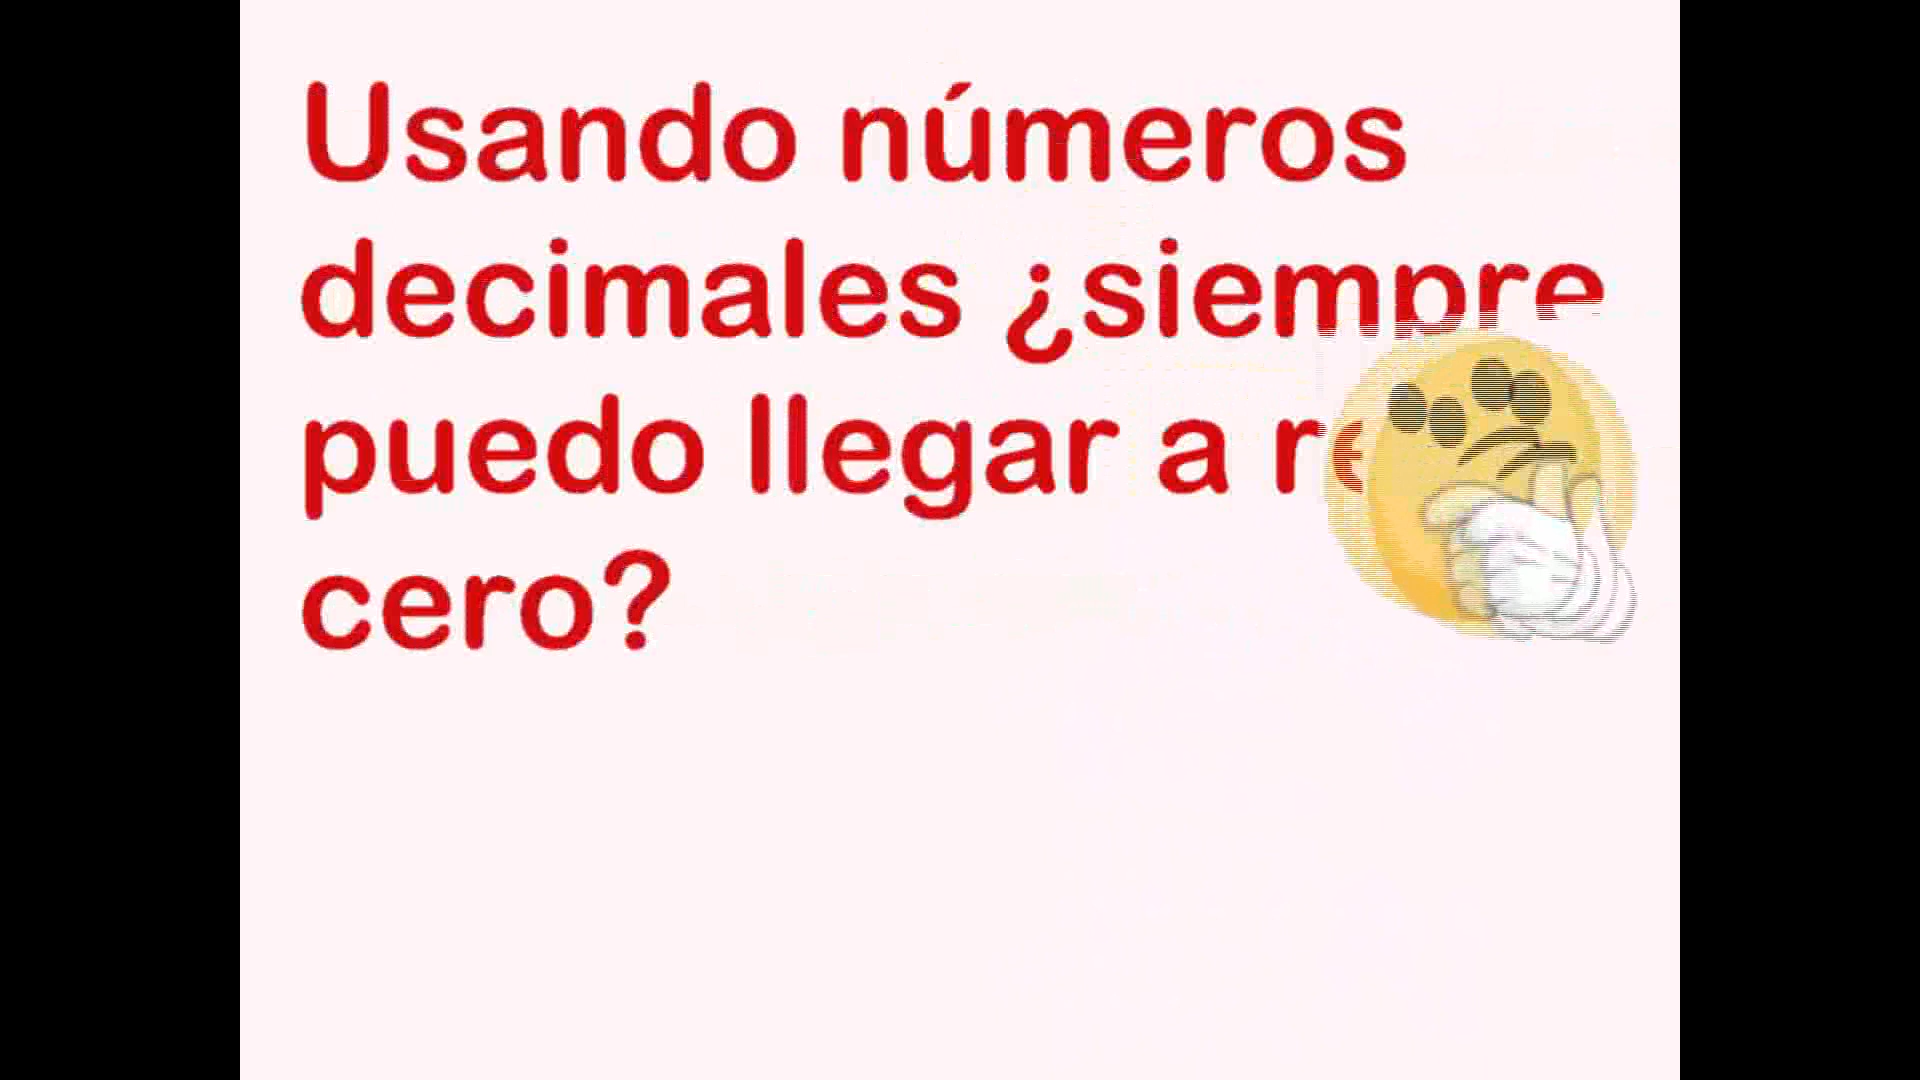 Usando números
decimales ¿siempre
puedo llegar a
cero?